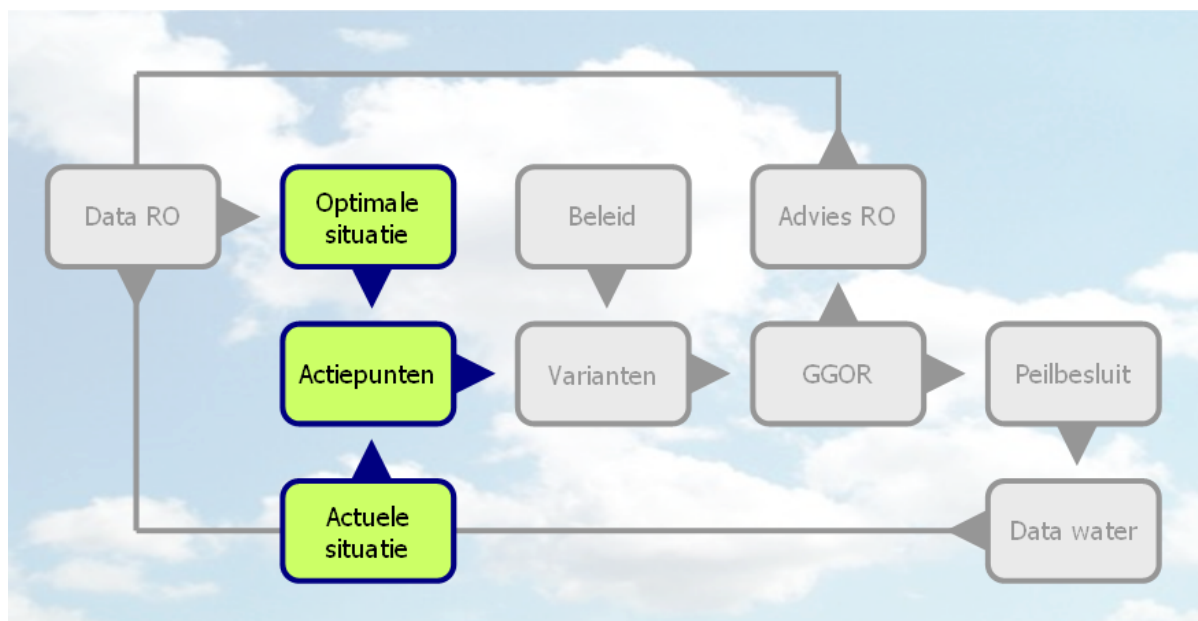 Data RO
Optimale
situatie
Beleid
Advies RO
Actiepunten
Varianten
GGOR
Peilbesluit
Actuele
situatie
Data water